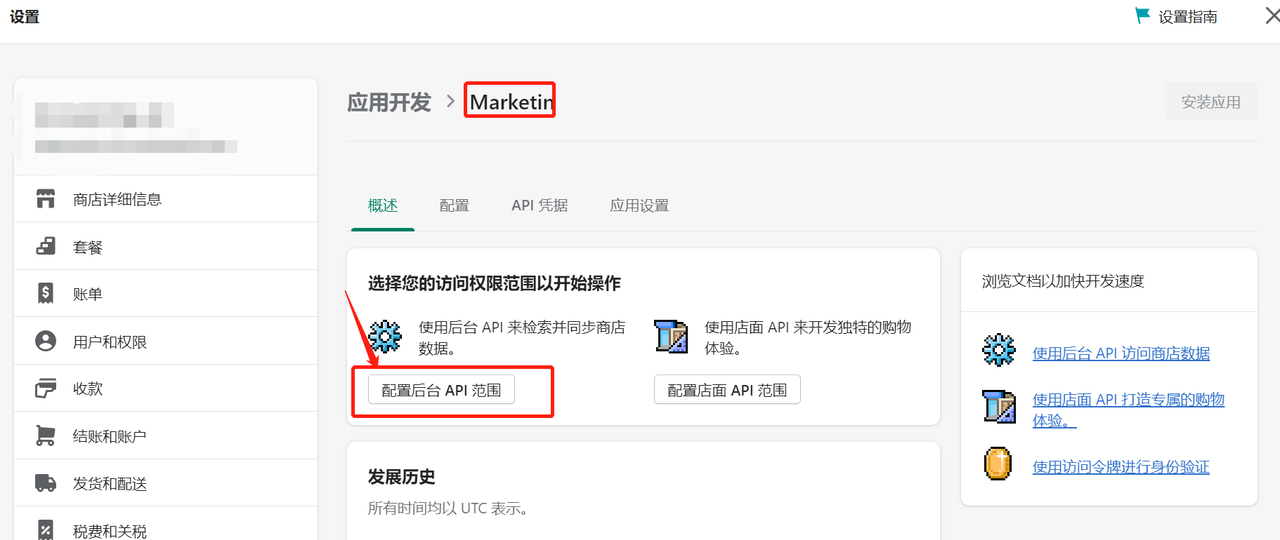 设置
设置指南
应用开发
Marketin
安装应用
商店详细信息
套餐
账单
用户和权限
收款
结账和账户
发货和配送
税费和关税
概述
配置
API 凭据
应用设置
选择您的访问权限范围以开始操作
使用后台 API 来检索并同步商店
数据。
配置后台 API 范围
使用店面 API 来开发独特的购物
体验。
配置店面 API 范围
发展历史
所有时间均以 UTC 表示。
浏览文档以加快开发速度
使用后台 API 访问商店数据
使用店面 API 打造专属的购物
体验。
使用访问令牌进行身份验证